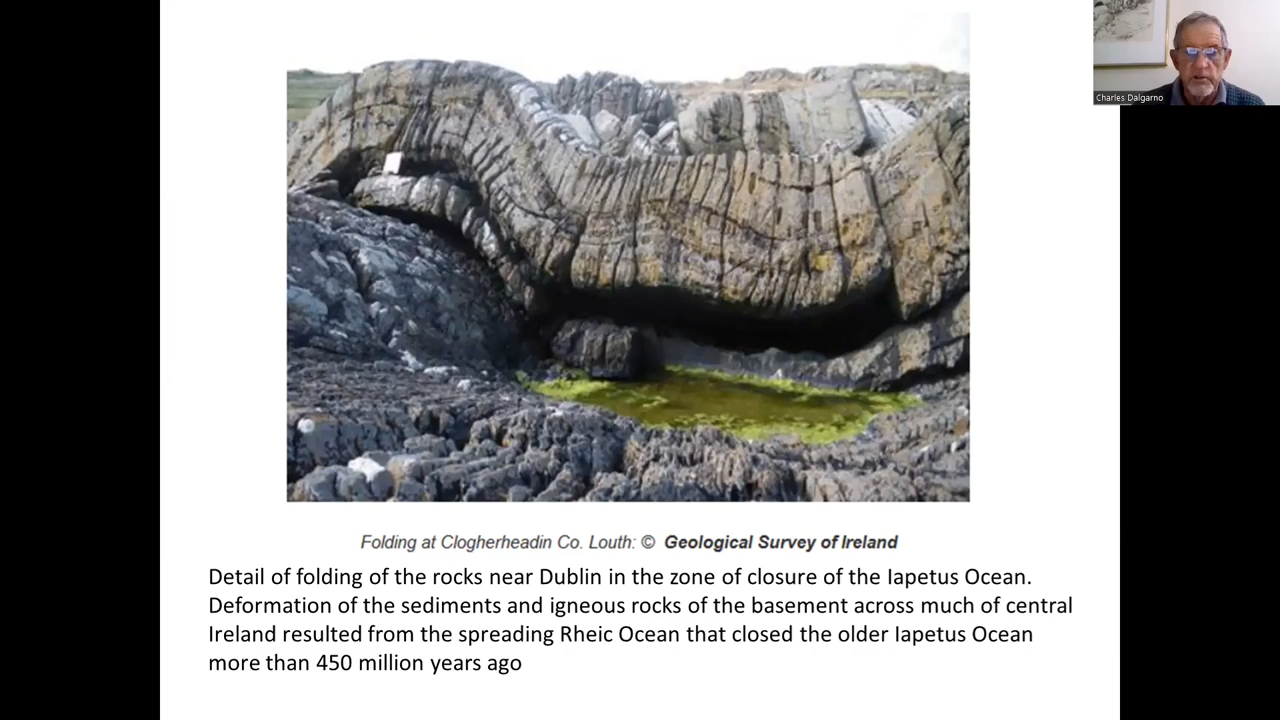 Charles Dalgarno
Folding at Clogherheadin Co. Louth: © Geological Survey of Ireland
Detail of folding of the rocks near Dublin in the zone of closure of the Iapetus Ocean.
Deformation of the sediments and igneous rocks of the basement across much of central
Ireland resulted from the spreading Rheic Ocean that closed the older Iapetus Ocean
more than 450 million years ago